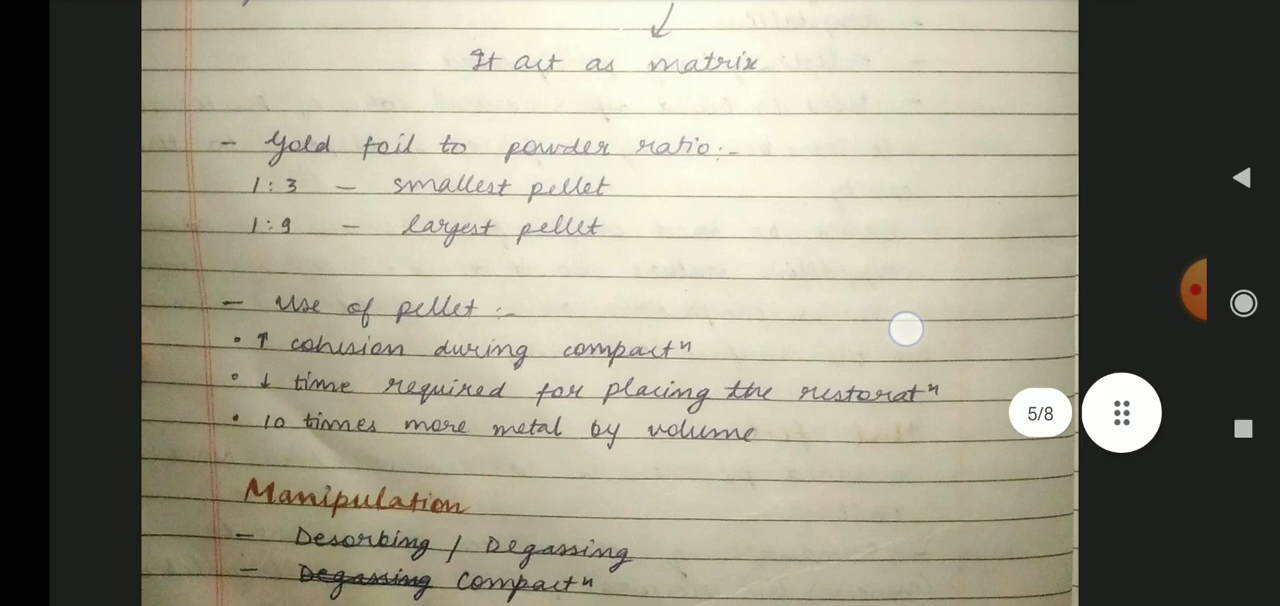 It act as matrix
- Gold foil to powder ratio:-
1:3 - smallest pellet
1:9 - largest pellet
- Use of pellet :-
• ↑ cohesion during compactⁿ
• ↓ time required for placing the restoratⁿ
• 10 times more metal by volume
5/8
Manipulation
- Desorbing / Degassing
- Degassing compactⁿ